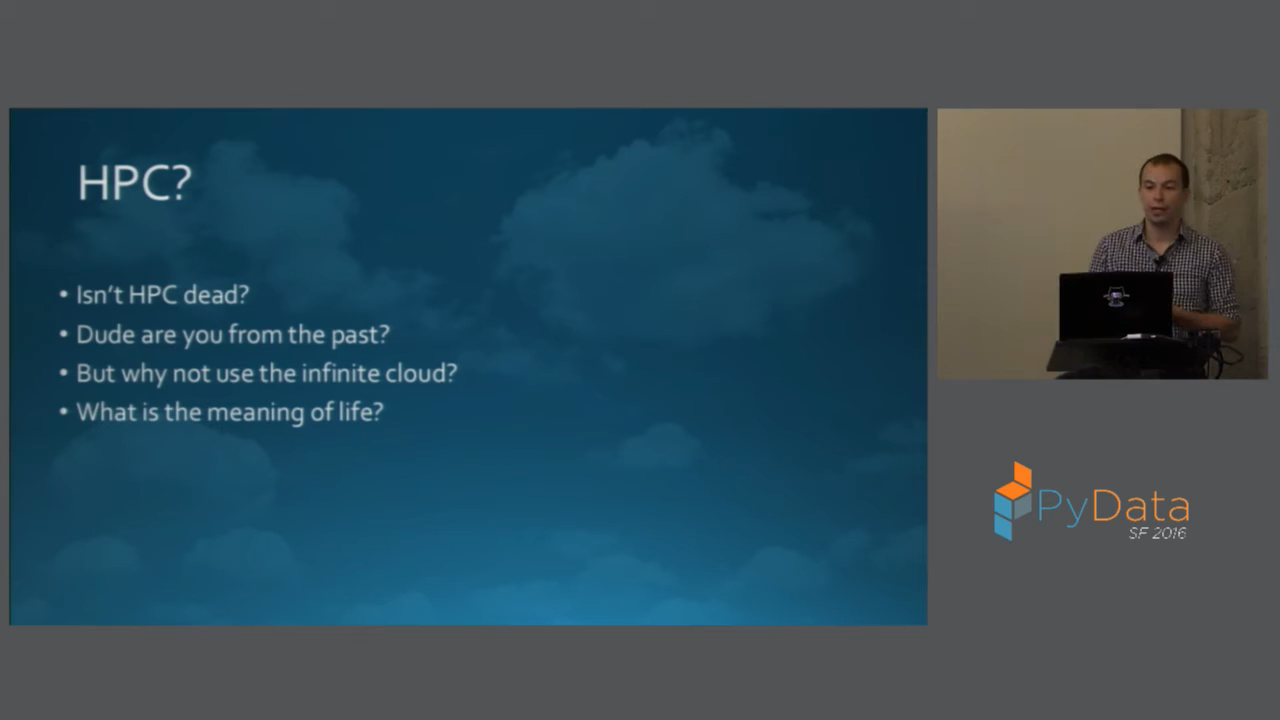 HPC?
• Isn't HPC dead?
• Dude are you from the past?
• But why not use the infinite cloud?
• What is the meaning of life?
PyData
SF 2016